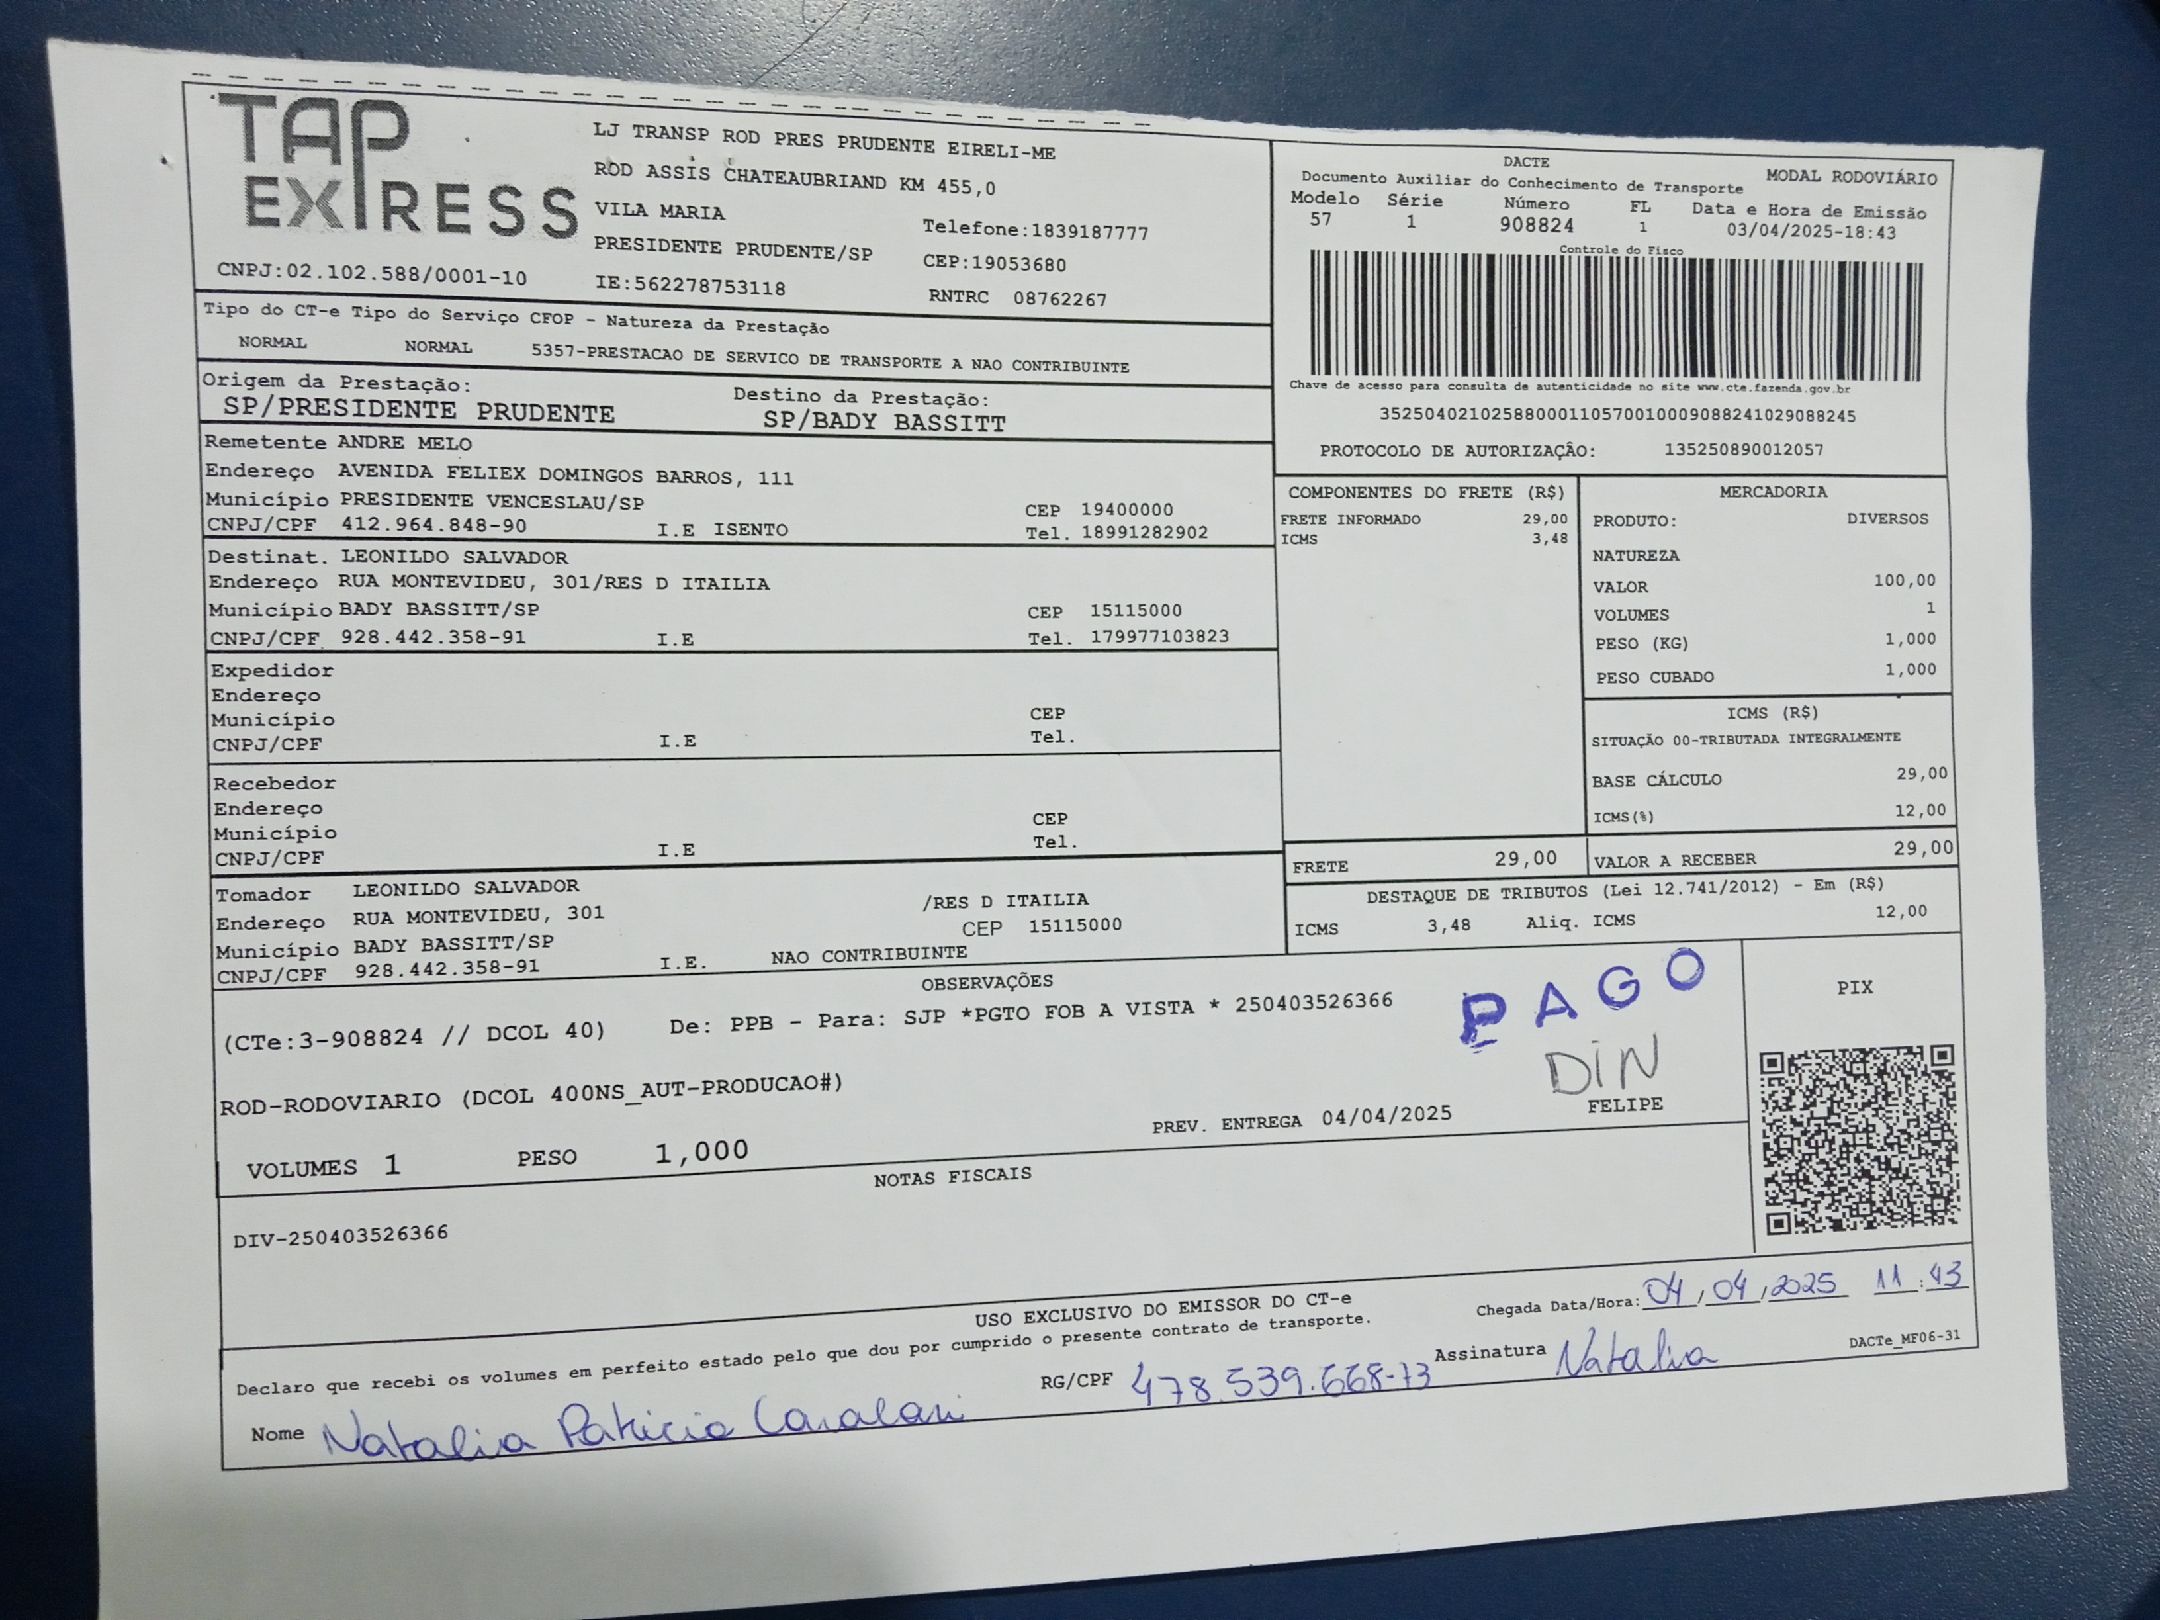 TAP
EXPRESS
LJ TRANSP ROD PRES PRUDENTE EIRELI-ME
ROD ASSIS CHATEAUBRIAND KM 455,0
VILA MARIA
Telefone:1839187777
PRESIDENTE PRUDENTE/SP
CEP:19053680
CNPJ:02.102.588/0001-10
IE:562278753118
RNTRC 08762267
DACTE
MODAL RODOVIÁRIO
Documento Auxiliar do Conhecimento de Transporte
Modelo Série Número FL Data e Hora de Emissão
57 1 908824 1 03/04/2025-18:43
Controle do Fisco
Chave de acesso para consulta de autenticidade no site www.cte.fazenda.gov.br
35250402102588000110570010009088241029088245
PROTOCOLO DE AUTORIZAÇÂO: 135250890012057
Tipo do CT-e Tipo do Serviço CFOP - Natureza da Prestação
NORMAL NORMAL 5357-PRESTACAO DE SERVICO DE TRANSPORTE A NAO CONTRIBUINTE
Origem da Prestação: Destino da Prestação:
SP/PRESIDENTE PRUDENTE SP/BADY BASSITT
Remetente ANDRE MELO
Endereço AVENIDA FELIEX DOMINGOS BARROS, 111
Município PRESIDENTE VENCESLAU/SP CEP 19400000
CNPJ/CPF 412.964.848-90 I.E ISENTO Tel. 18991282902
Destinat. LEONILDO SALVADOR
Endereço RUA MONTEVIDEU, 301/RES D ITAILIA
Município BADY BASSITT/SP CEP 15115000
CNPJ/CPF 928.442.358-91 I.E Tel. 179977103823
Expedidor
Endereço
Município CEP
CNPJ/CPF I.E Tel.
Recebedor
Endereço
Município CEP
CNPJ/CPF I.E Tel.
Tomador LEONILDO SALVADOR
Endereço RUA MONTEVIDEU, 301 /RES D ITAILIA
Município BADY BASSITT/SP CEP 15115000
CNPJ/CPF 928.442.358-91 I.E. NAO CONTRIBUINTE
COMPONENTES DO FRETE (R$)
FRETE INFORMADO 29,00
ICMS 3,48
MERCADORIA
PRODUTO: DIVERSOS
NATUREZA
VALOR 100,00
VOLUMES 1
PESO (KG) 1,000
PESO CUBADO 1,000
ICMS (R$)
SITUAÇÃO 00-TRIBUTADA INTEGRALMENTE
BASE CÁLCULO 29,00
ICMS(%) 12,00
FRETE 29,00 VALOR A RECEBER 29,00
DESTAQUE DE TRIBUTOS (Lei 12.741/2012) - Em (R$)
ICMS 3,48 Aliq. ICMS 12,00
OBSERVAÇÕES
(CTe:3-908824 // DCOL 40) De: PPB - Para: SJP *PGTO FOB A VISTA * 250403526366
PAGO
DIN
ROD-RODOVIARIO (DCOL 400NS_AUT-PRODUCAO#)
FELIPE
PREV. ENTREGA 04/04/2025
VOLUMES 1 PESO 1,000
PIX
NOTAS FISCAIS
DIV-250403526366
USO EXCLUSIVO DO EMISSOR DO CT-e
Chegada Data/Hora: 04/04/2025 11:43
Declaro que recebi os volumes em perfeito estado pelo que dou por cumprido o presente contrato de transporte.
DACTe_MF06-31
Nome Natalia Patricia RG/CPF 478.539.668-73 Assinatura Natalia